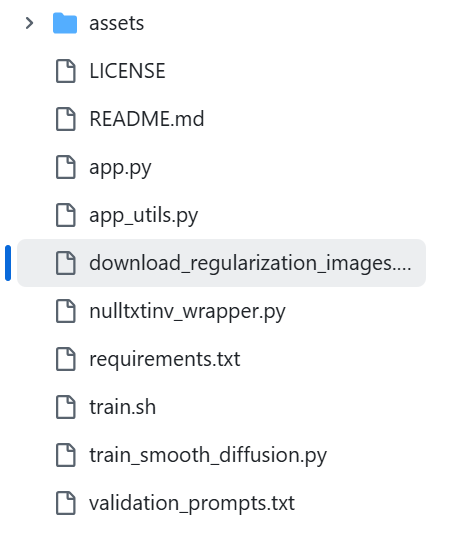 assets
LICENSE
README.md
app.py
app_utils.py
download_regularization_images....
nulltxtinv_wrapper.py
requirements.txt
train.sh
train_smooth_diffusion.py
validation_prompts.txt